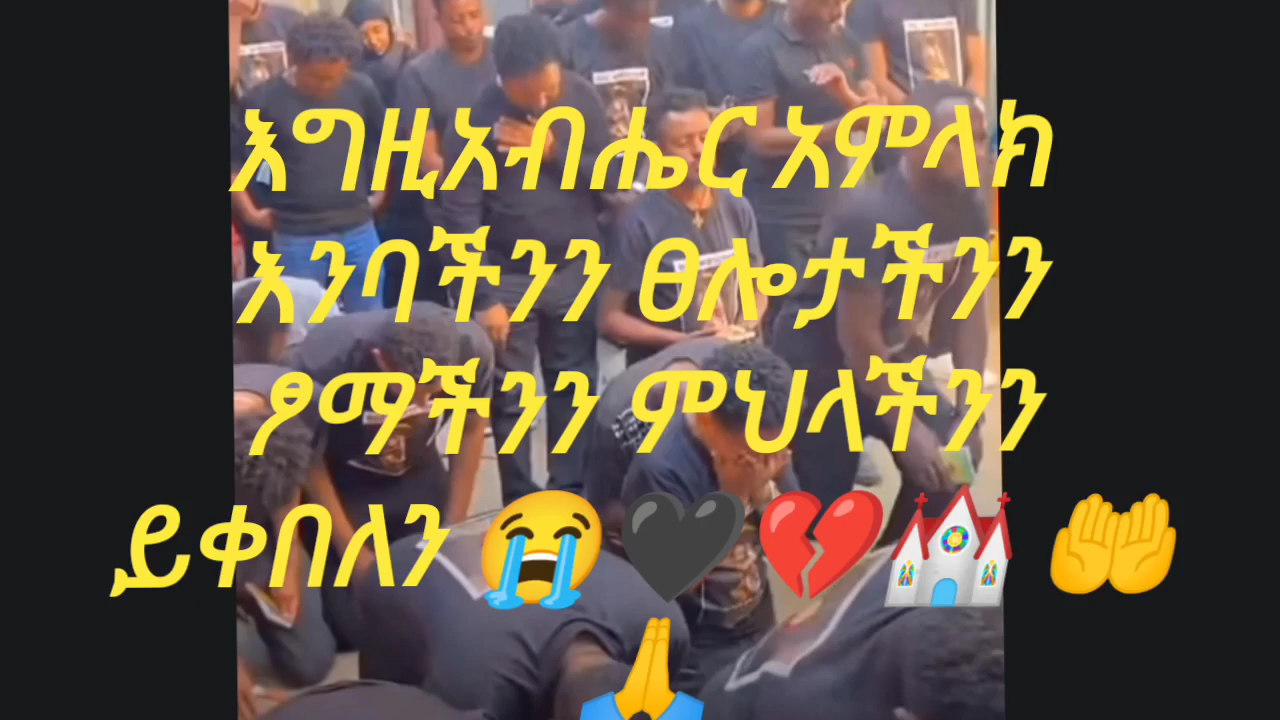 እግዚአብሔር አምላክ
እንባችንን ፀሎታችንን
ፆማችንን ምህላችንን
ይቀበለን 😭 🖤 💔 💒 🤲
🙏